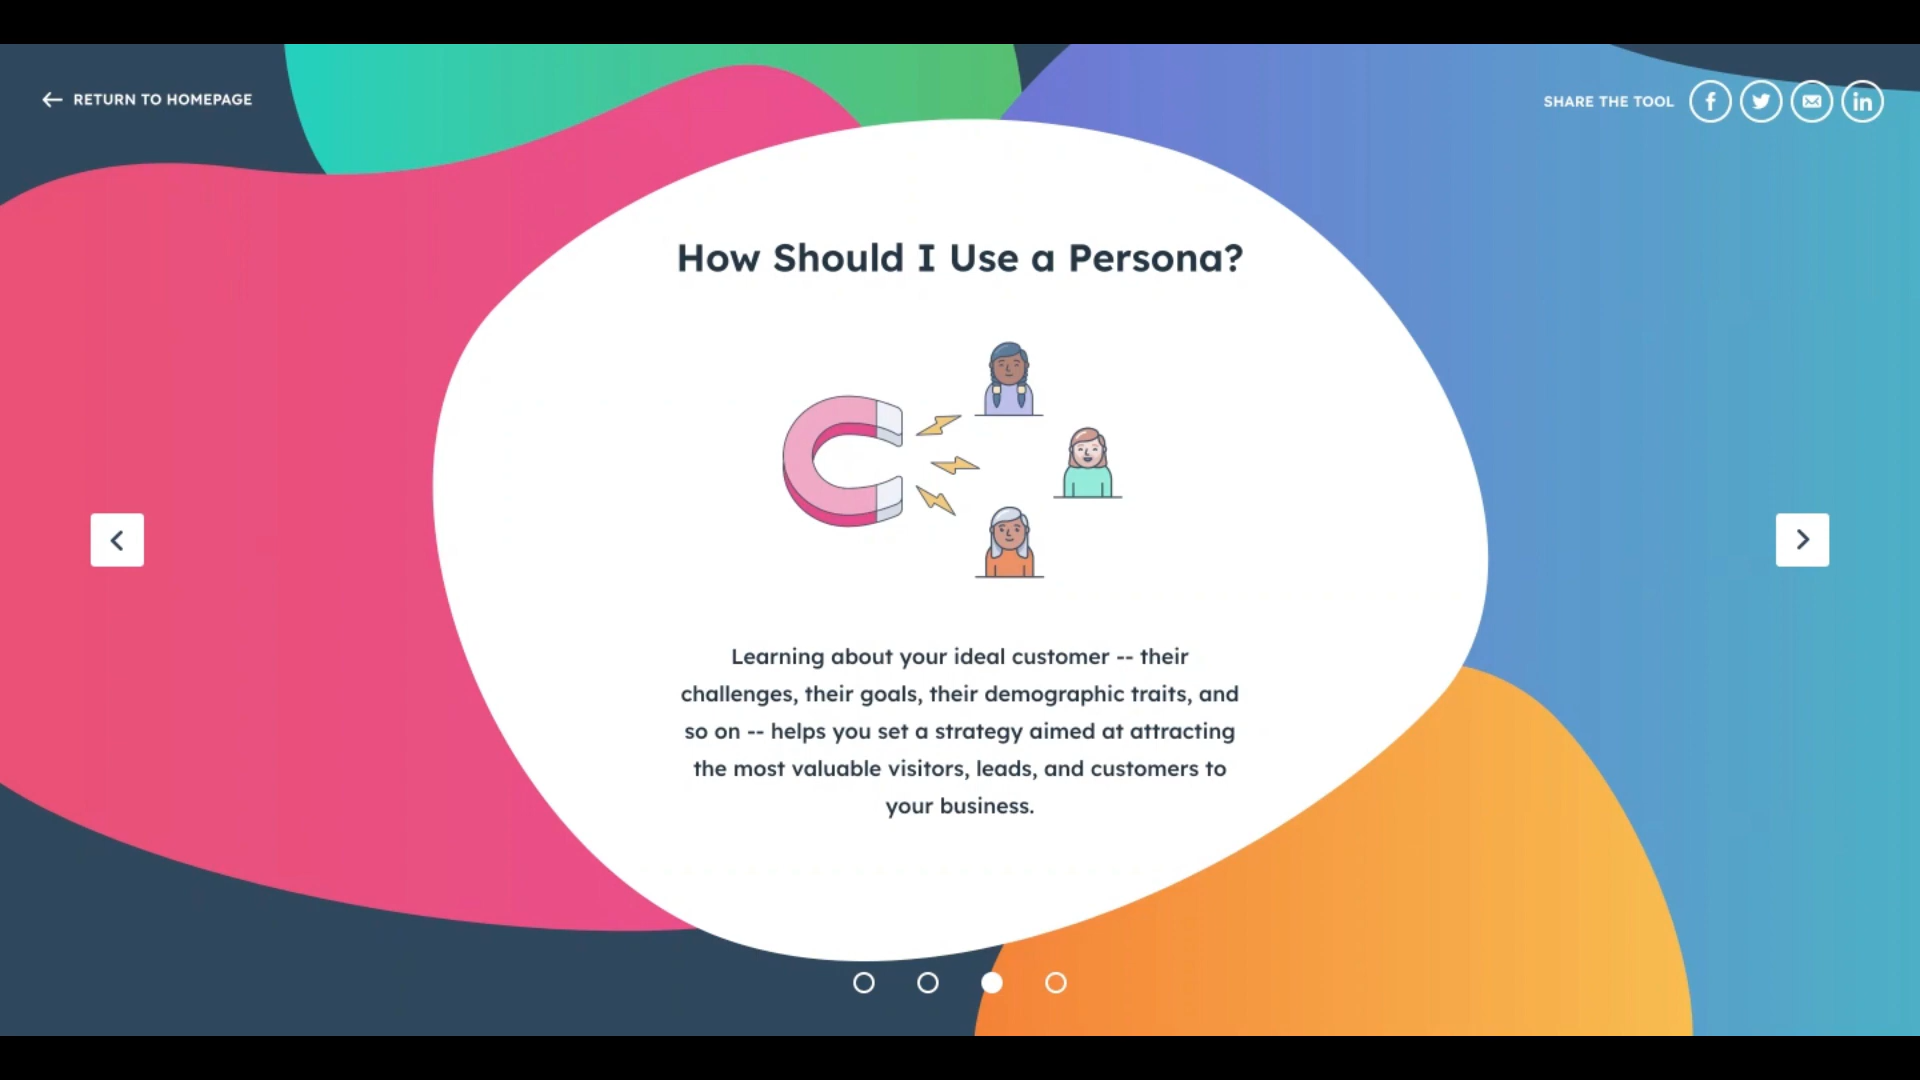 RETURN TO HOMEPAGE
SHARE THE TOOL
How Should I Use a Persona?
Learning about your ideal customer -- their
challenges, their goals, their demographic traits, and
so on -- helps you set a strategy aimed at attracting
the most valuable visitors, leads, and customers to
your business.